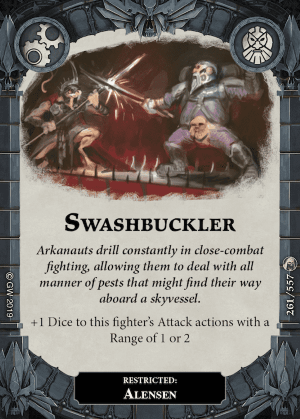 SWASHBUCKLER
Arkanauts drill constantly in close-combat
fighting, allowing them to deal with all
manner of pests that might find their way
aboard a skyvessel.
+1 Dice to this fighter's Attack actions with a
Range of 1 or 2
© GW 2019
261/557
RESTRICTED:
ALENSEN